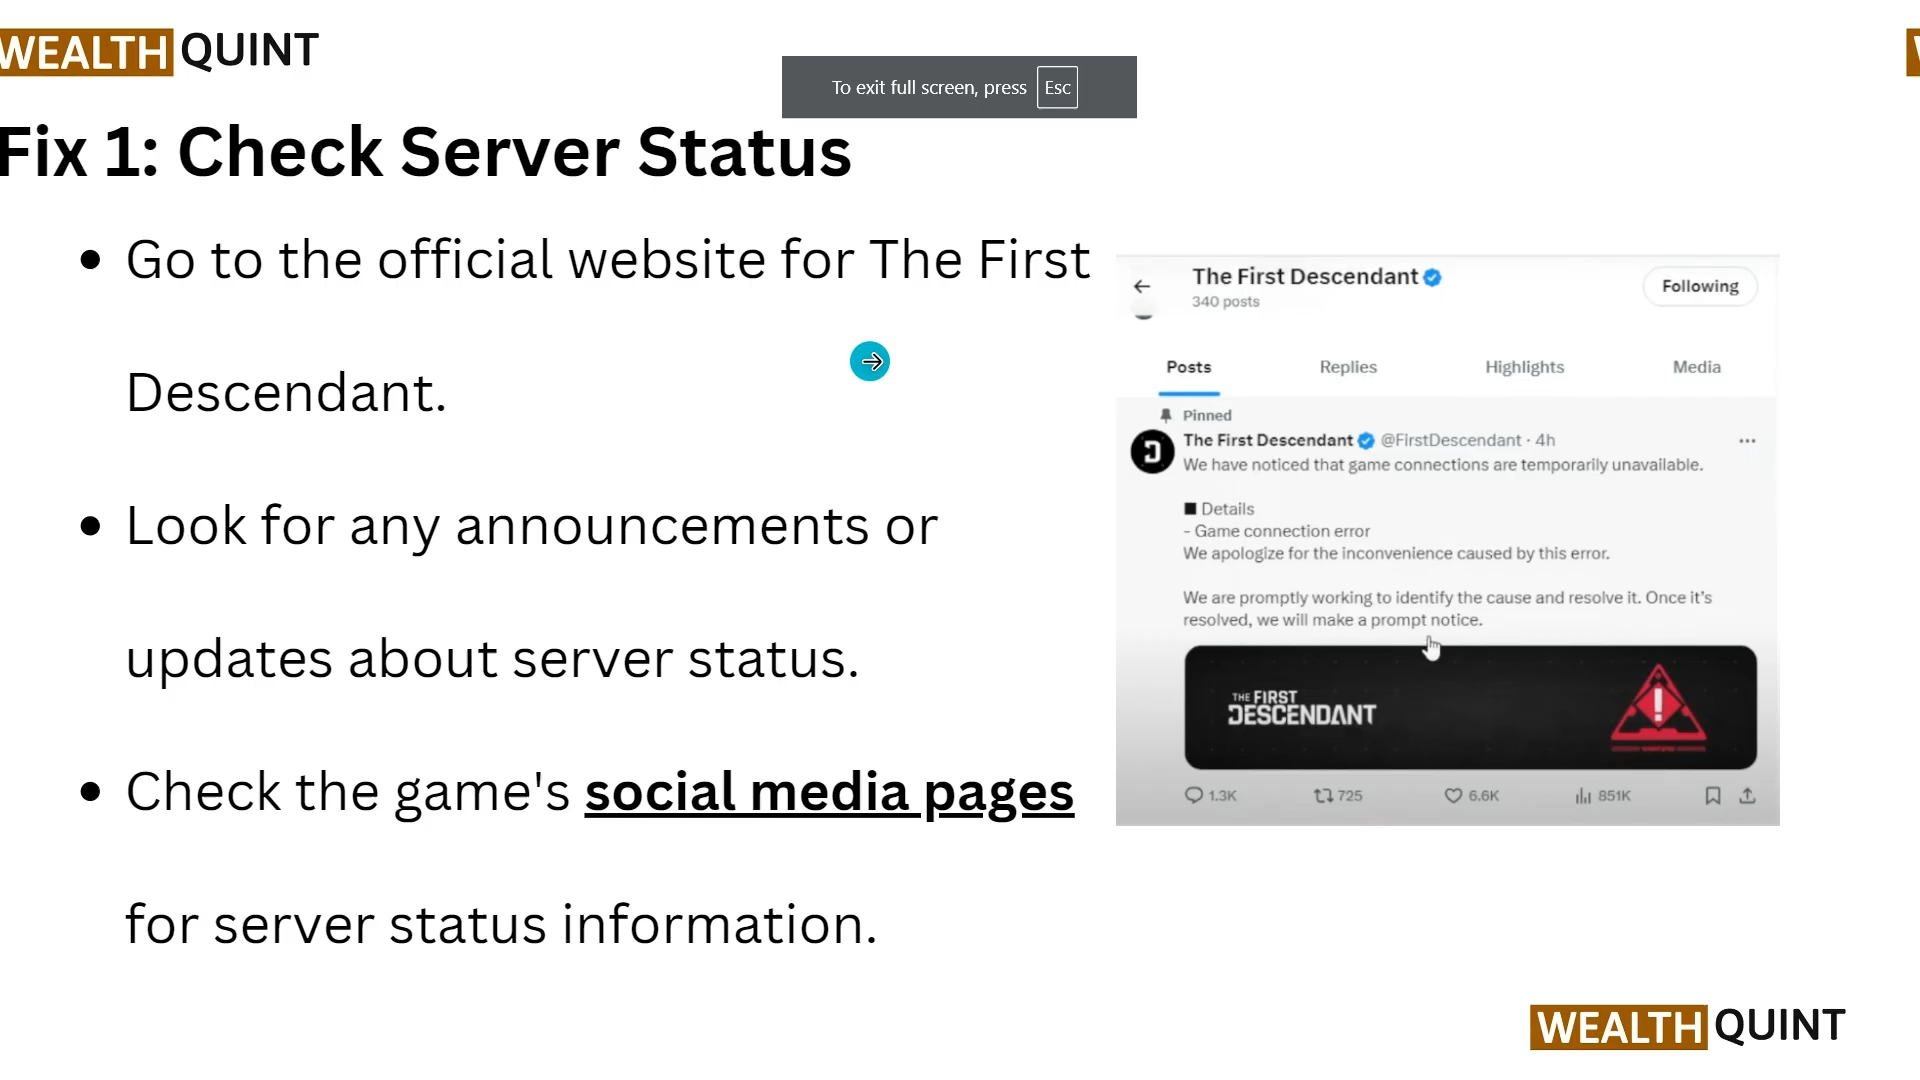 WEALTH QUINT
To exit full screen, press Esc
Fix 1: Check Server Status
• Go to the official website for The First
Descendant.
• Look for any announcements or
updates about server status.
• Check the game's social media pages
for server status information.
The First Descendant
340 posts
Following
Posts Replies Highlights Media
Pinned
The First Descendant @FirstDescendant · 4h
We have noticed that game connections are temporarily unavailable.
■ Details
- Game connection error
We apologize for the inconvenience caused by this error.
We are promptly working to identify the cause and resolve it. Once it's
resolved, we will make a prompt notice.
THE FIRST
DESCENDANT
1.3K 725 6.6K 851K
WEALTH QUINT